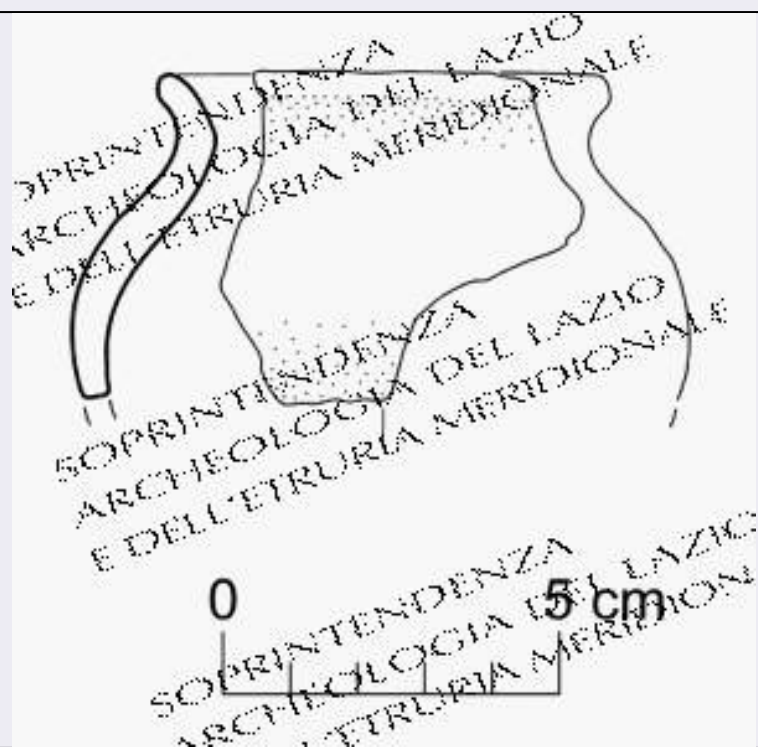 SOPRINTENDENZA
ARCHEOLOGIA DEL LAZIO
E DELL'ETRURIA MERIDIONALE
SOPRINTENDENZA
ARCHEOLOGIA DEL LAZIO
E DELL'ETRURIA MERIDIONALE
0 5 cm
SOPRINTENDENZA
ARCHEOLOGIA DEL LAZIO
DELL'ETRURIA MERIDION